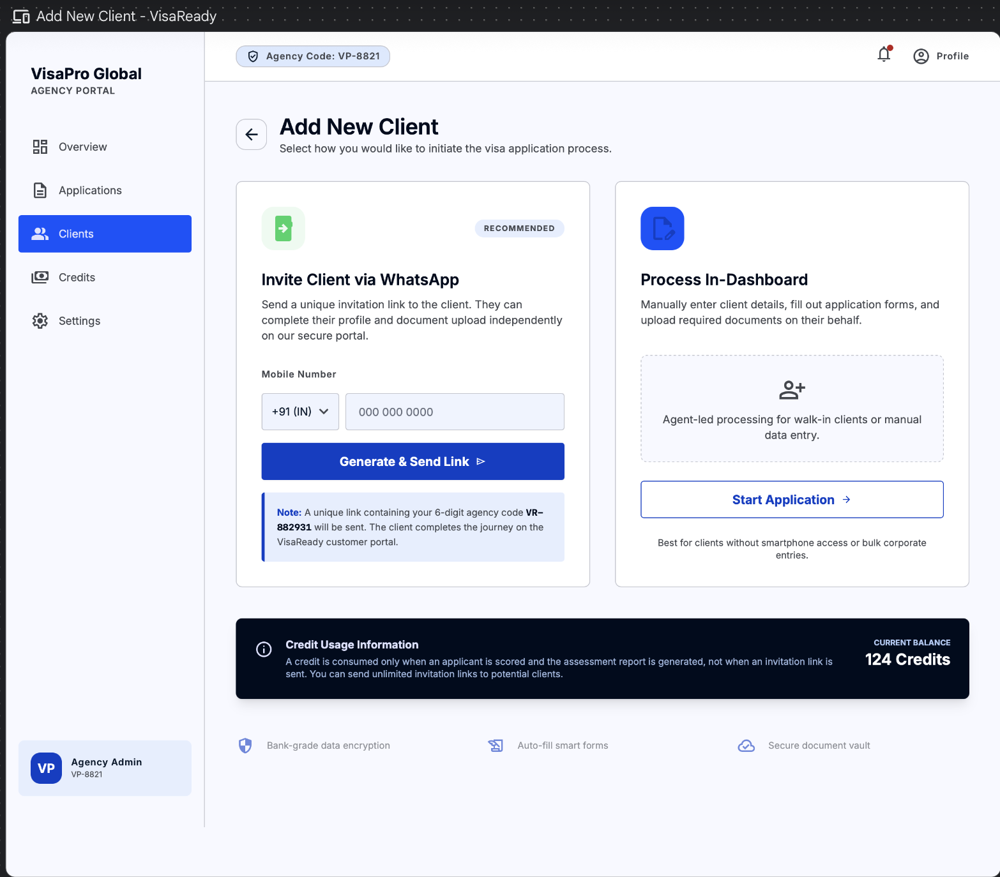 Add New Client - VisaReady
VisaPro Global
AGENCY PORTAL
Overview
Applications
Clients
Credits
Settings
VP
Agency Admin
VP-8821
Agency Code: VP-8821
Profile
Add New Client
Select how you would like to initiate the visa application process.
RECOMMENDED
Invite Client via WhatsApp
Send a unique invitation link to the client. They can
complete their profile and document upload independently
on our secure portal.
Mobile Number
+91 (IN)
000 000 0000
Generate & Send Link
Note: A unique link containing your 6-digit agency code VR-
882931 will be sent. The client completes the journey on the
VisaReady customer portal.
Process In-Dashboard
Manually enter client details, fill out application forms, and
upload required documents on their behalf.
Agent-led processing for walk-in clients or manual
data entry.
Start Application
Best for clients without smartphone access or bulk corporate
entries.
Credit Usage Information
A credit is consumed only when an applicant is scored and the assessment report is generated, not when an invitation link is
sent. You can send unlimited invitation links to potential clients.
CURRENT BALANCE
124 Credits
Bank-grade data encryption
Auto-fill smart forms
Secure document vault